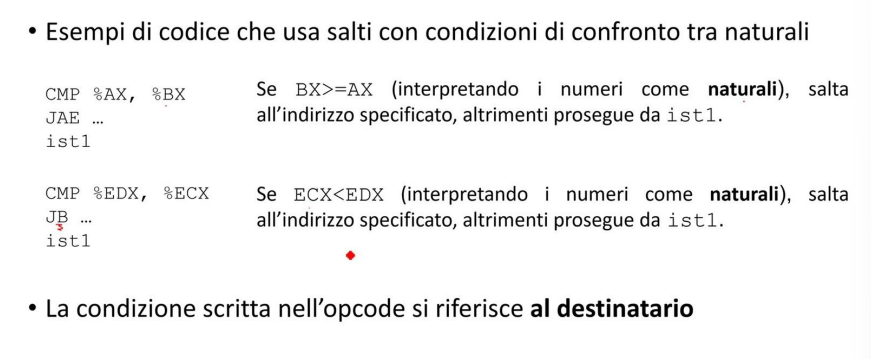 • Esempi di codice che usa salti con condizioni di confronto tra naturali
CMP %AX, %BX
JAE …
ist1
Se BX>=AX (interpretando i numeri come naturali), salta
all'indirizzo specificato, altrimenti prosegue da ist1.
CMP %EDX, %ECX
JB …
ist1
Se ECX<EDX (interpretando i numeri come naturali), salta
all'indirizzo specificato, altrimenti prosegue da ist1.
• La condizione scritta nell'opcode si riferisce al destinatario